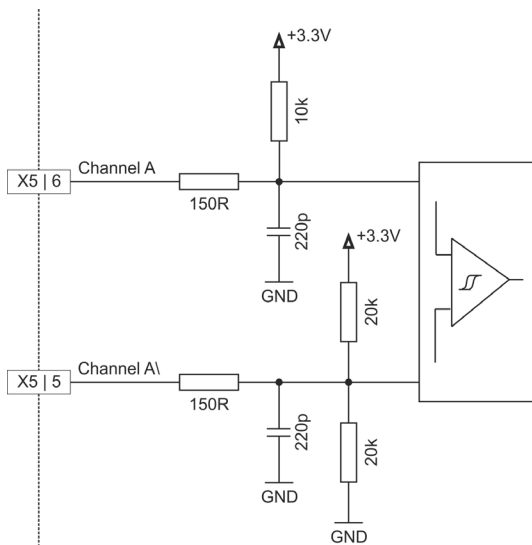 +3.3V
10k
X5 | 6
Channel A
150R
220p
+3.3V
GND
20k
X5 | 5
Channel A\
150R
220p
20k
GND
GND